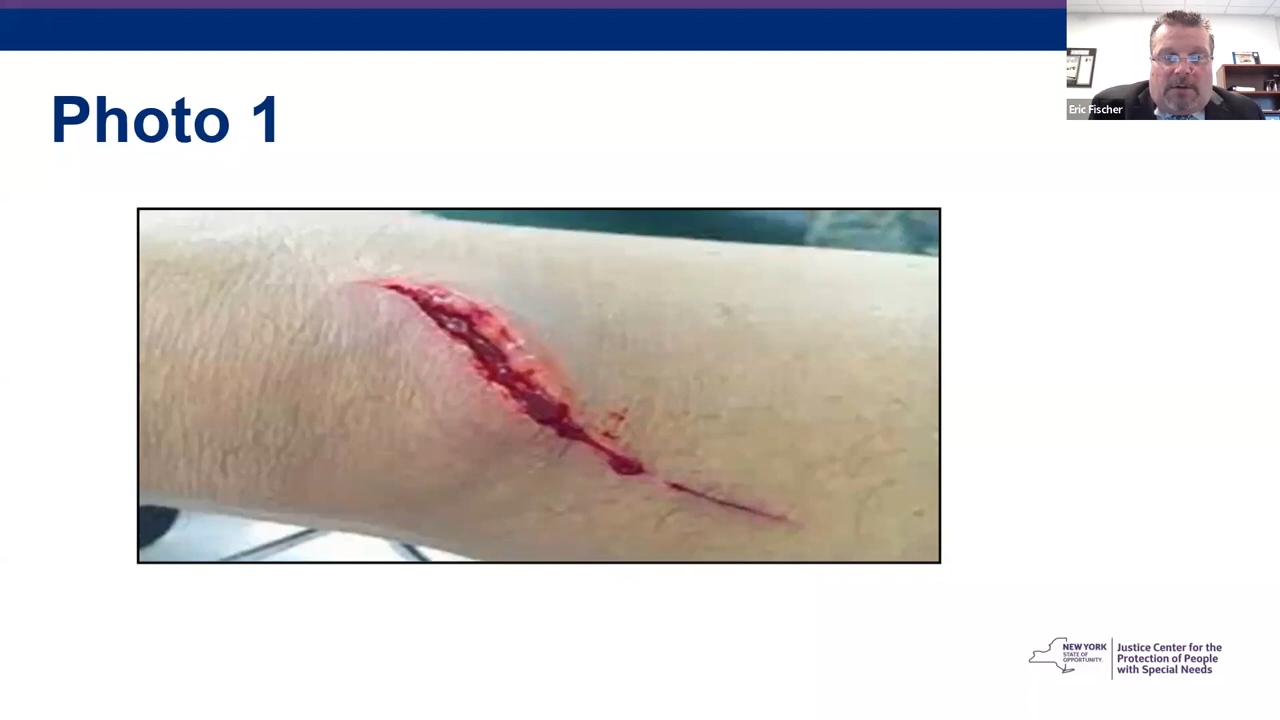 Photo 1
Eric Fischer
NEW YORK
STATE OF
OPPORTUNITY.
Justice Center for the
Protection of People
with Special Needs